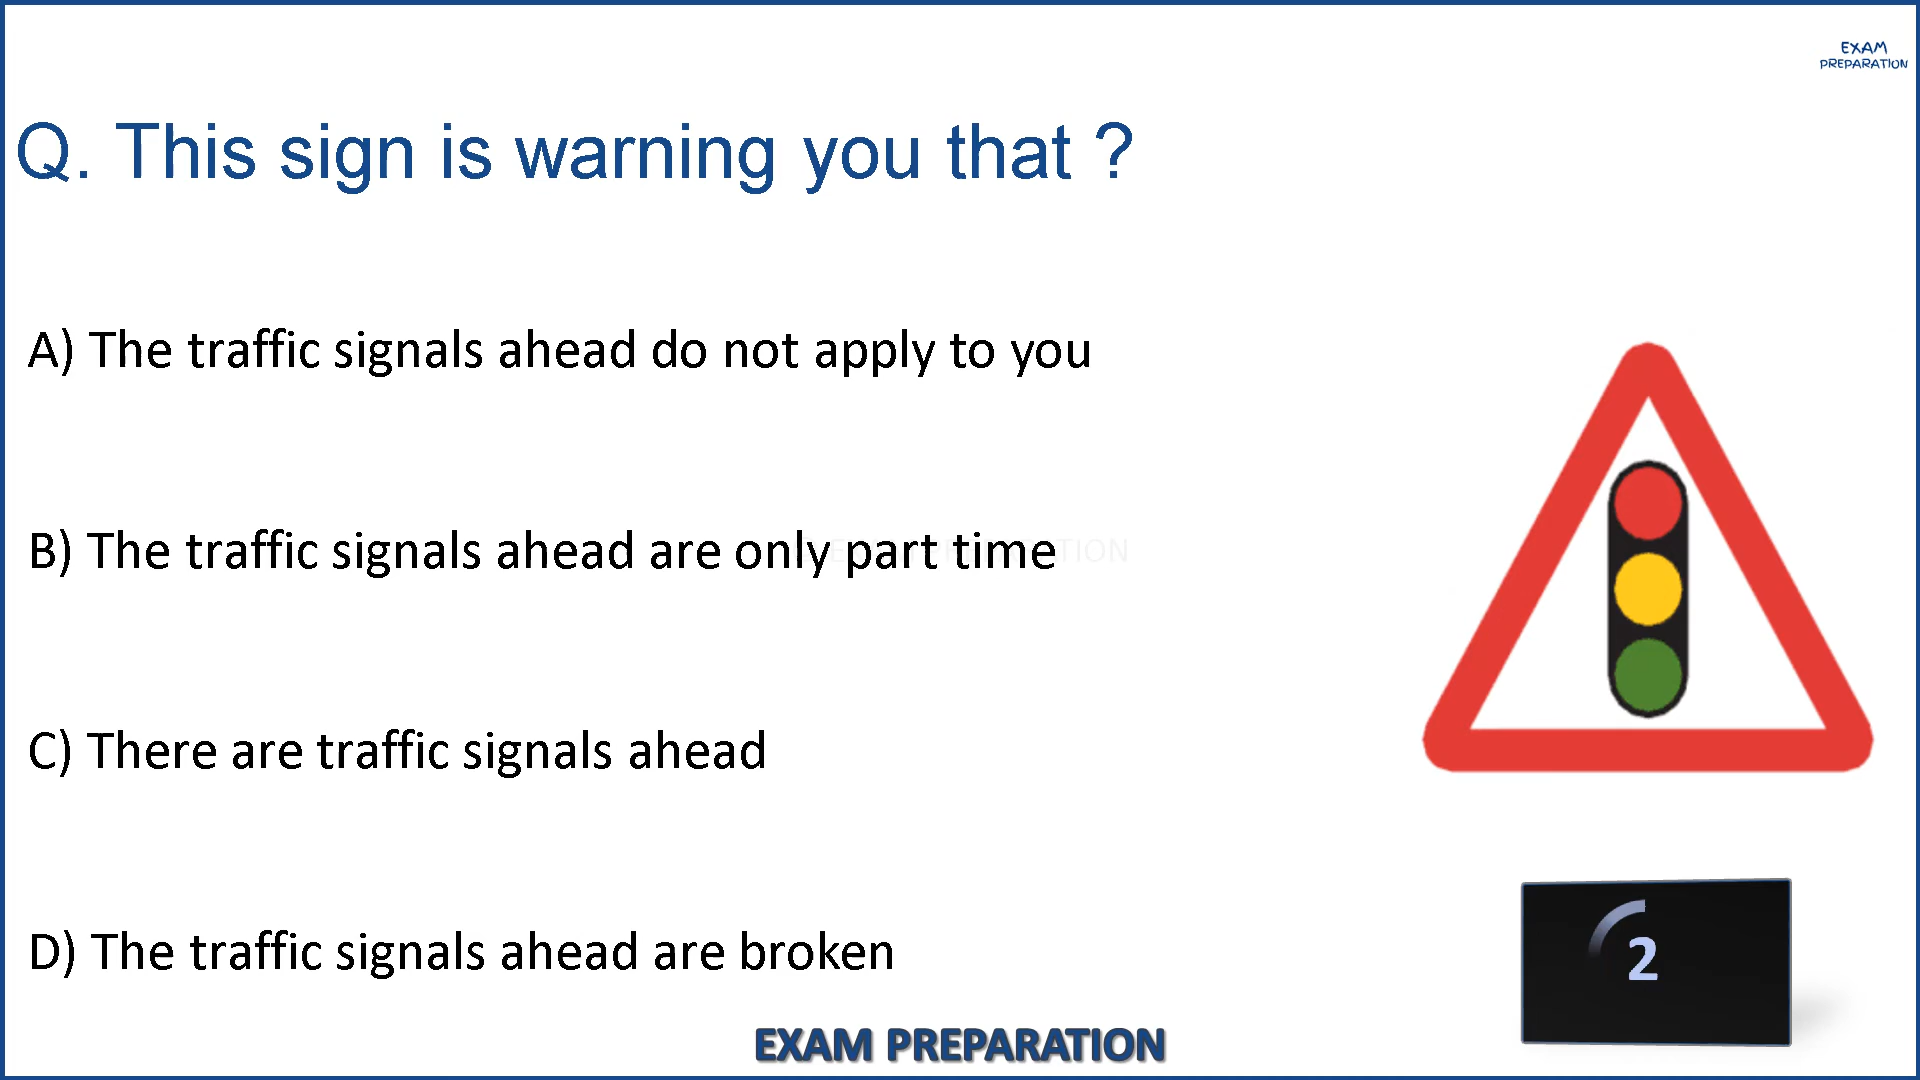 EXAM
PREPARATION
Q. This sign is warning you that ?
A) The traffic signals ahead do not apply to you
B) The traffic signals ahead are only part time
C) There are traffic signals ahead
D) The traffic signals ahead are broken
2
EXAM PREPARATION